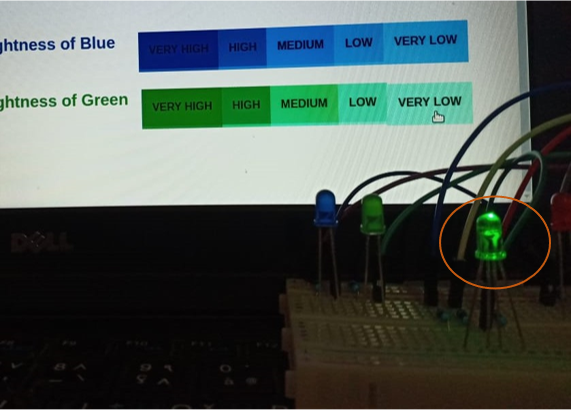 ghtness of Blue
VERY HIGH HIGH MEDIUM LOW VERY LOW
ghtness of Green
VERY HIGH HIGH MEDIUM LOW VERY LOW
DELL